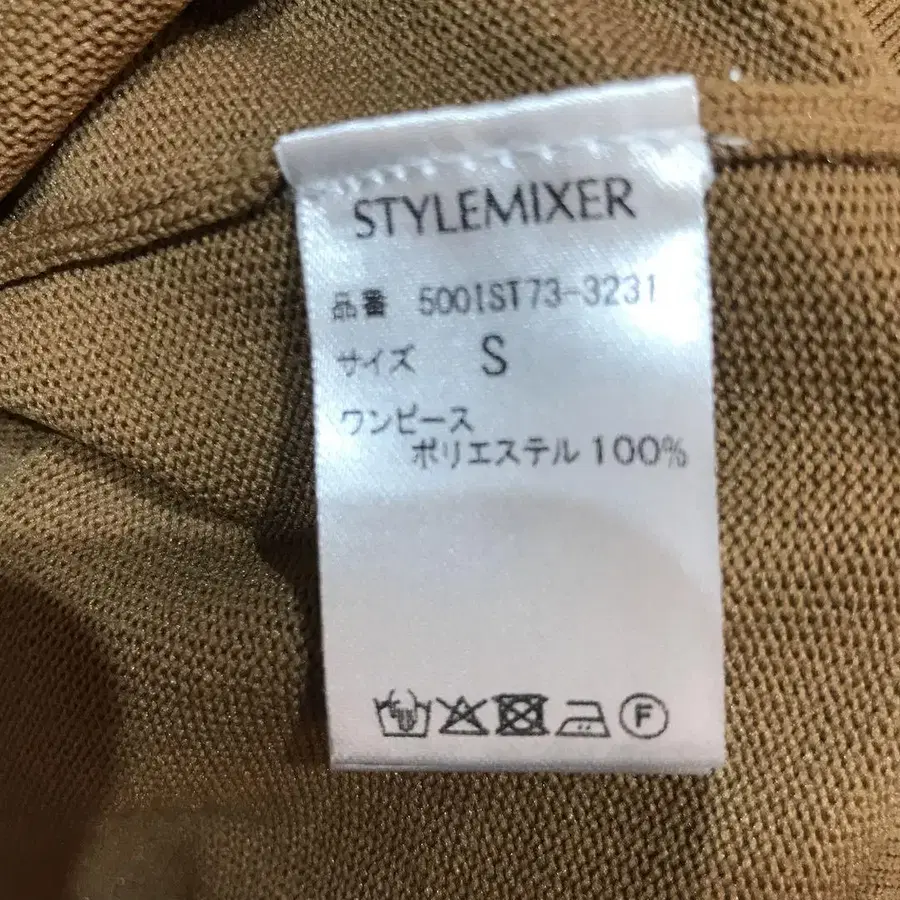 STYLEMIXER
品番 5001ST73-3231
サイズ S
ワンピース
ポリエステル 100%
F